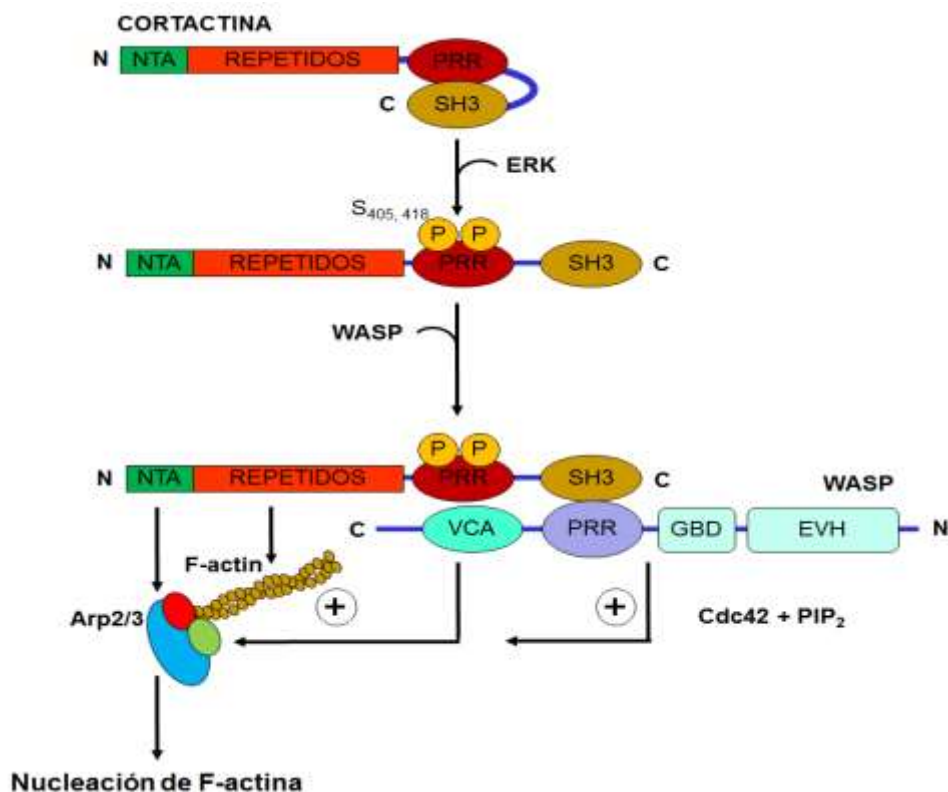 CORTACTINA
N NTA REPETIDOS PRR
C SH3
ERK
S405, 418
P P
N NTA REPETIDOS PRR SH3 C
WASP
P P
N NTA REPETIDOS PRR SH3 C
WASP
C VCA PRR GBD EVH N
F-actin
+ +
Arp2/3
Cdc42 + PIP2
Nucleación de F-actina